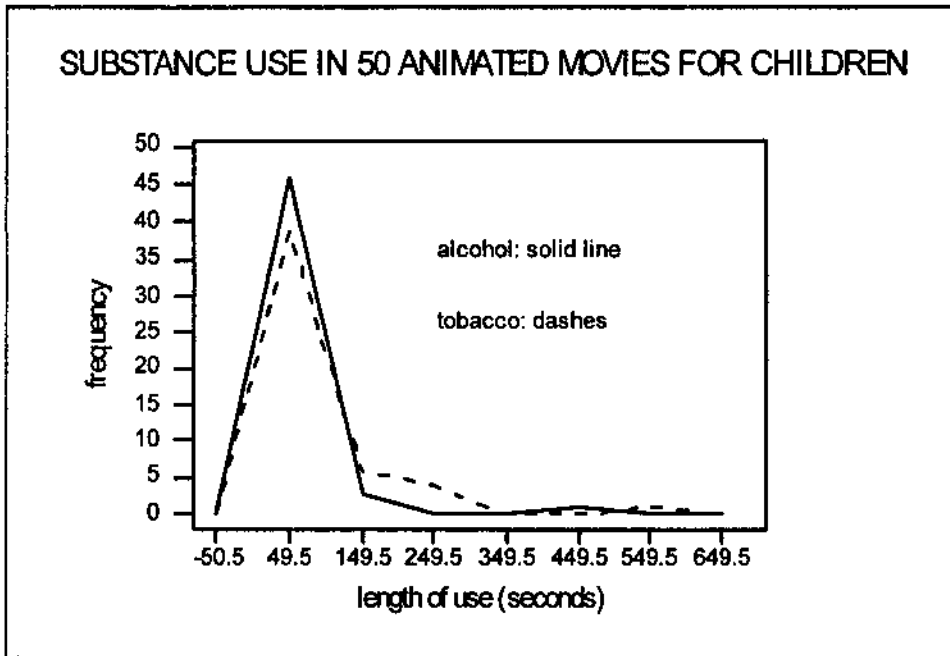 SUBSTANCE USE IN 50 ANIMATED MOVIES FOR CHILDREN
50
45
40
35
30
25
20
15
10
5
0
frequency
alcohol: solid line
tobacco: dashes
-50.5 49.5 149.5 249.5 349.5 449.5 549.5 649.5
length of use (seconds)